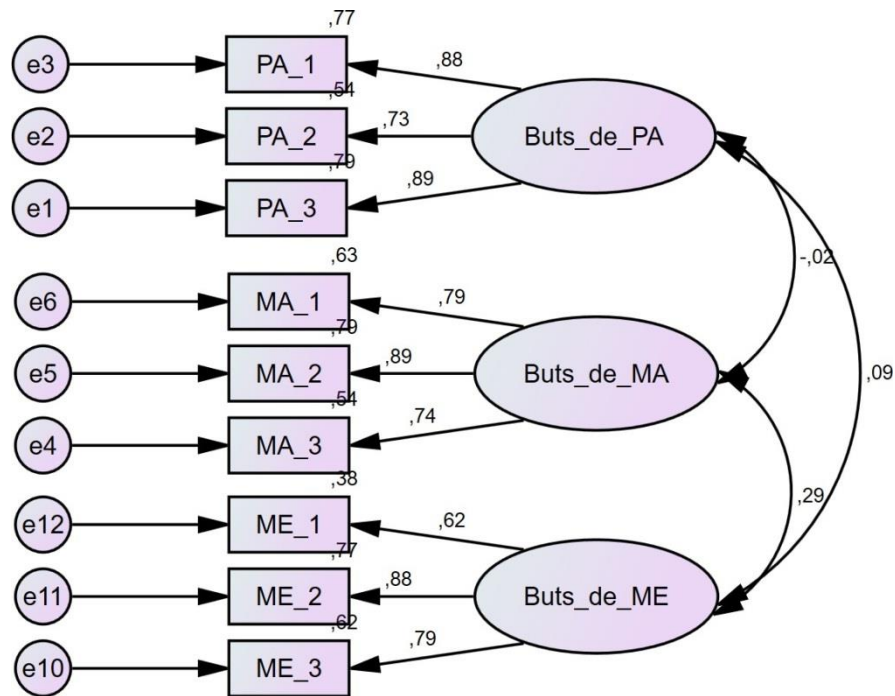 ,77
e3 PA_1 ,88
,54
e2 PA_2 ,73 Buts_de_PA
,79
e1 PA_3 ,89
-,02
,63
e6 MA_1 ,79
,79
e5 MA_2 ,89 Buts_de_MA ,09
,54
e4 MA_3 ,74
,38
,29
e12 ME_1 ,62
,77
e11 ME_2 ,88 Buts_de_ME
,62
e10 ME_3 ,79